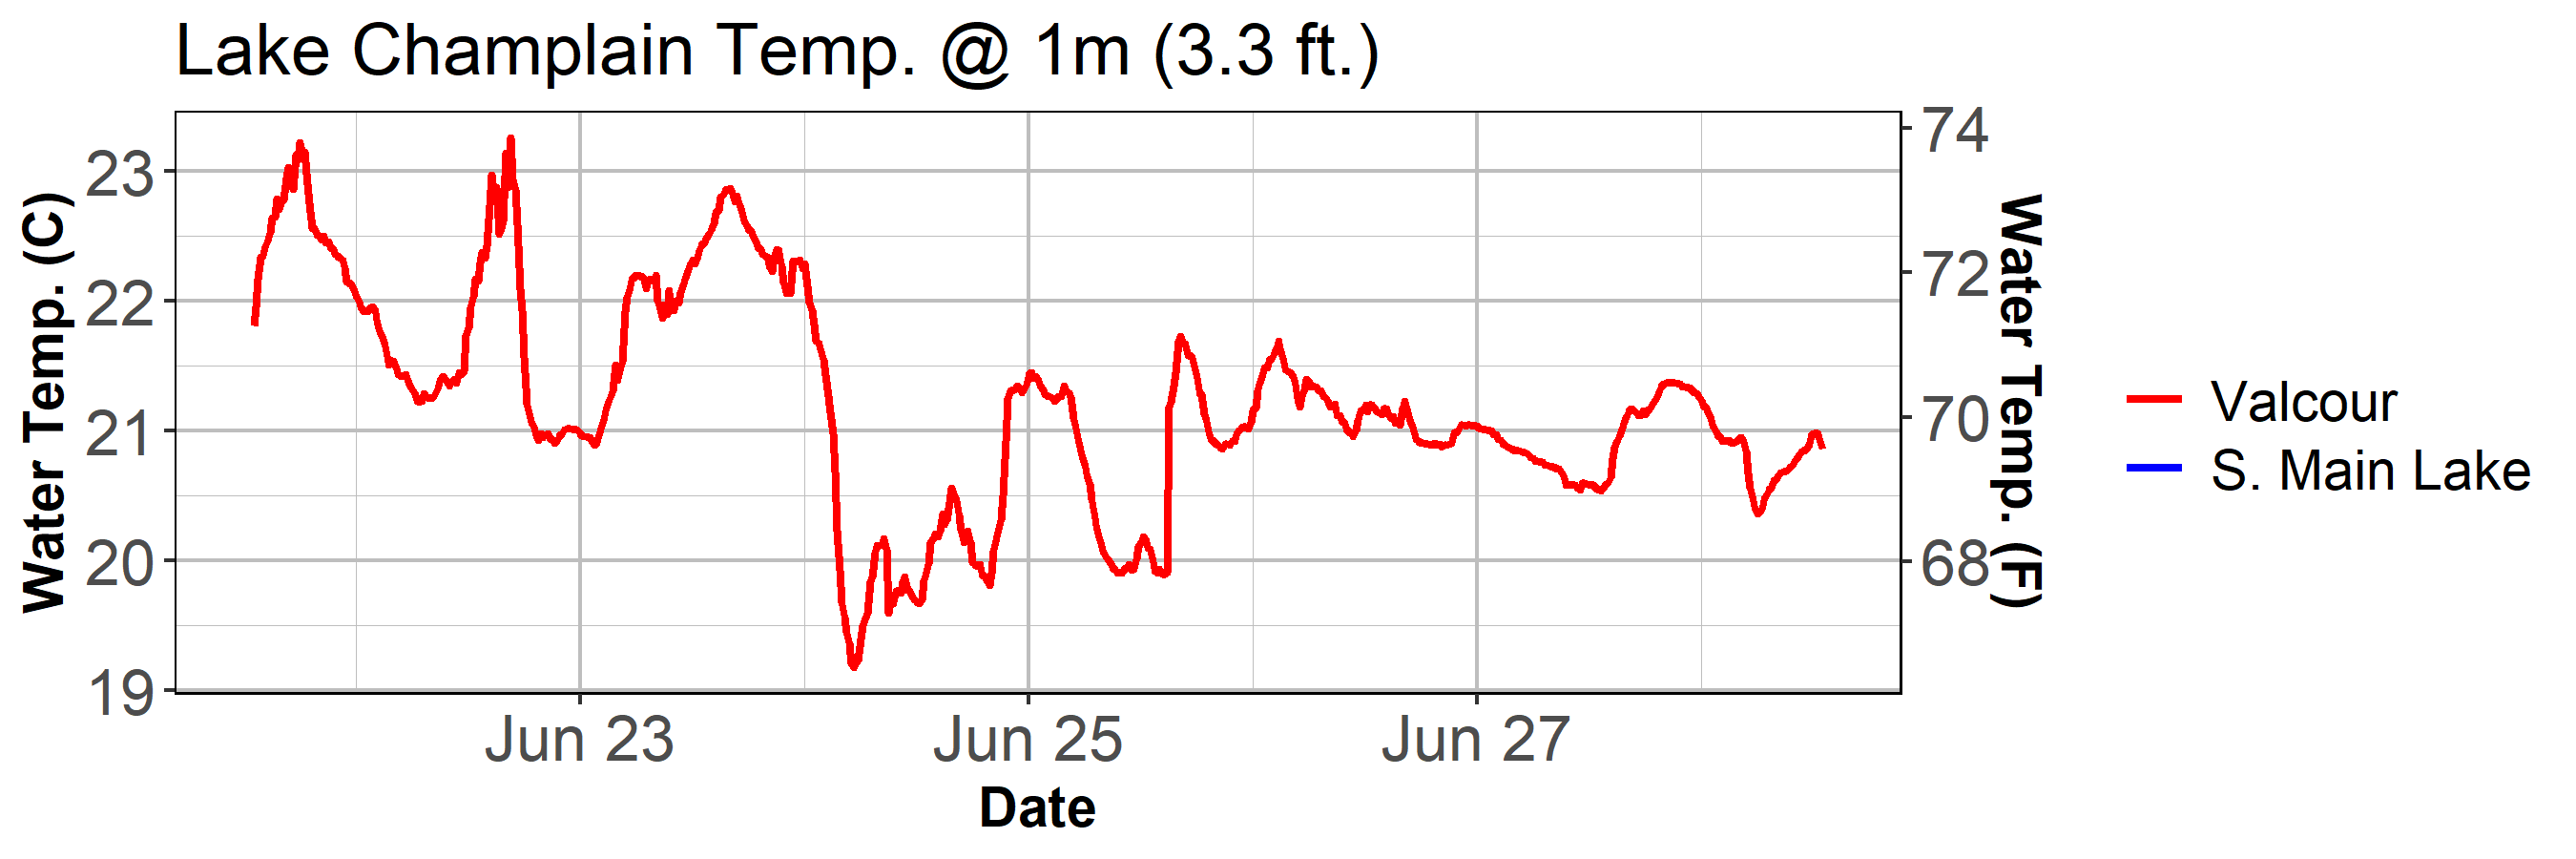 Lake Champlain Temp. @ 1m (3.3 ft.)
Water Temp. (C)
23
22
21
20
19
74
72
70
68
Water Temp. (F)
Jun 23
Jun 25
Jun 27
Date
Valcour
S. Main Lake